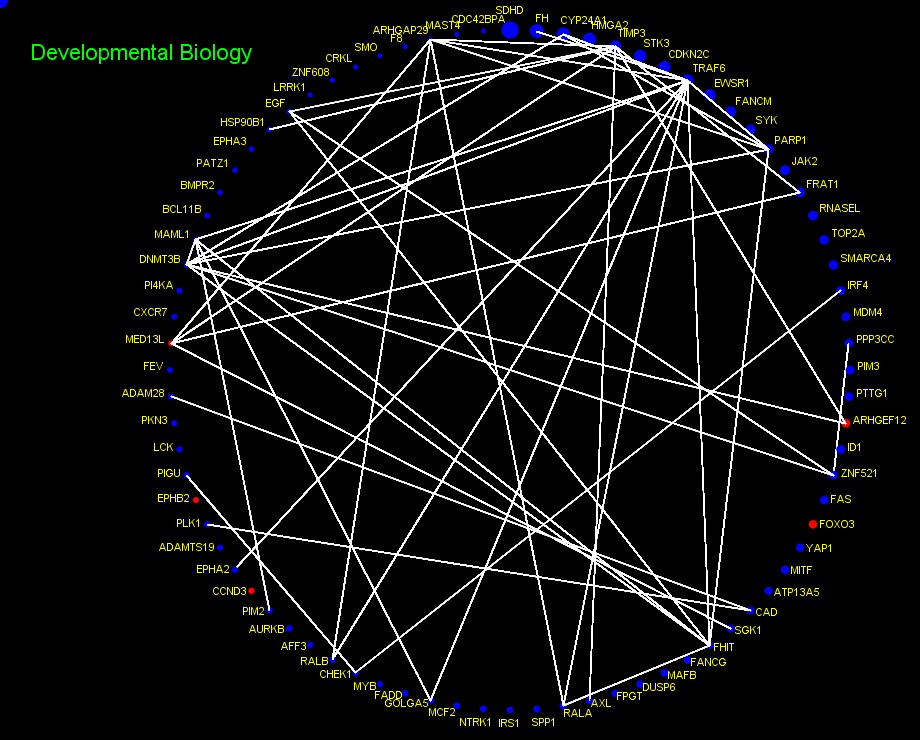 Developmental Biology
SDHD
FH
CYP24A1
HMGA2
TIMP3
STK3
CDKN2C
TRAF6
EWSR1
FANCM
SYK
PARP1
JAK2
FRAT1
RNASEL
TOP2A
SMARCA4
IRF4
MDM4
PPP3CC
PIM3
PTTG1
ARHGEF12
ID1
ZNF521
FAS
FOXO3
YAP1
MITF
ATP13A5
CAD
SGK1
FHIT
FANCG
MAFB
DUSP6
FPGT
AXL
RALA
SPP1
IRS1
NTRK1
MCF2
GOLGA5
FADD
MYB
CHEK1
RALB
AFF3
AURKB
PIM2
CCND3
EPHA2
ADAMTS19
PLK1
EPHB2
PIGU
LCK
PKN3
ADAM28
FEV
MED13L
CXCR7
PI4KA
DNMT3B
MAML1
BCL11B
BMPR2
PATZ1
EPHA3
HSP90B1
EGF
LRRK1
ZNF608
CRKL
SMO
F8
ARHGAP29
MAST4
CDC42BPA